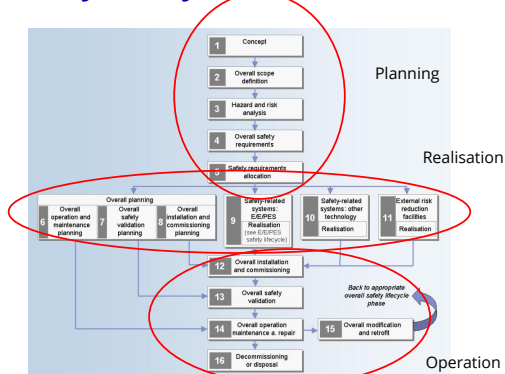 1 Concept
Planning
2 Overall scope
definition
3 Hazard and risk
analysis
4 Overall safety
requirements
5 Safety requirements
allocation
Realisation
Overall planning
6 Overall
operation and
maintenance
planning
7 Overall
safety
validation
planning
8 Overall
installation and
commissioning
planning
9 Safety-related
systems:
E/E/PES
Realisation
(see E/E/PES
safety lifecycle)
10 Safety-related
systems: other
technology
Realisation
11 External risk
reduction
facilities
Realisation
12 Overall installation
and commissioning
13 Overall safety
validation
Back to appropriate
overall safety lifecycle
phase
14 Overall operation
maintenance a. repair
15 Overall modification
and retrofit
16 Decommissioning
or disposal
Operation